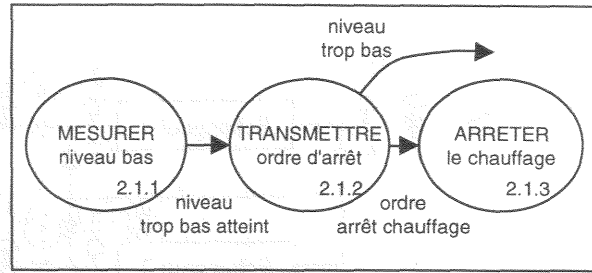 niveau
trop bas
MESURER
niveau bas
2.1.1
TRANSMETTRE
ordre d'arrêt
2.1.2
ARRETER
le chauffage
2.1.3
niveau
trop bas atteint
ordre
arrêt chauffage